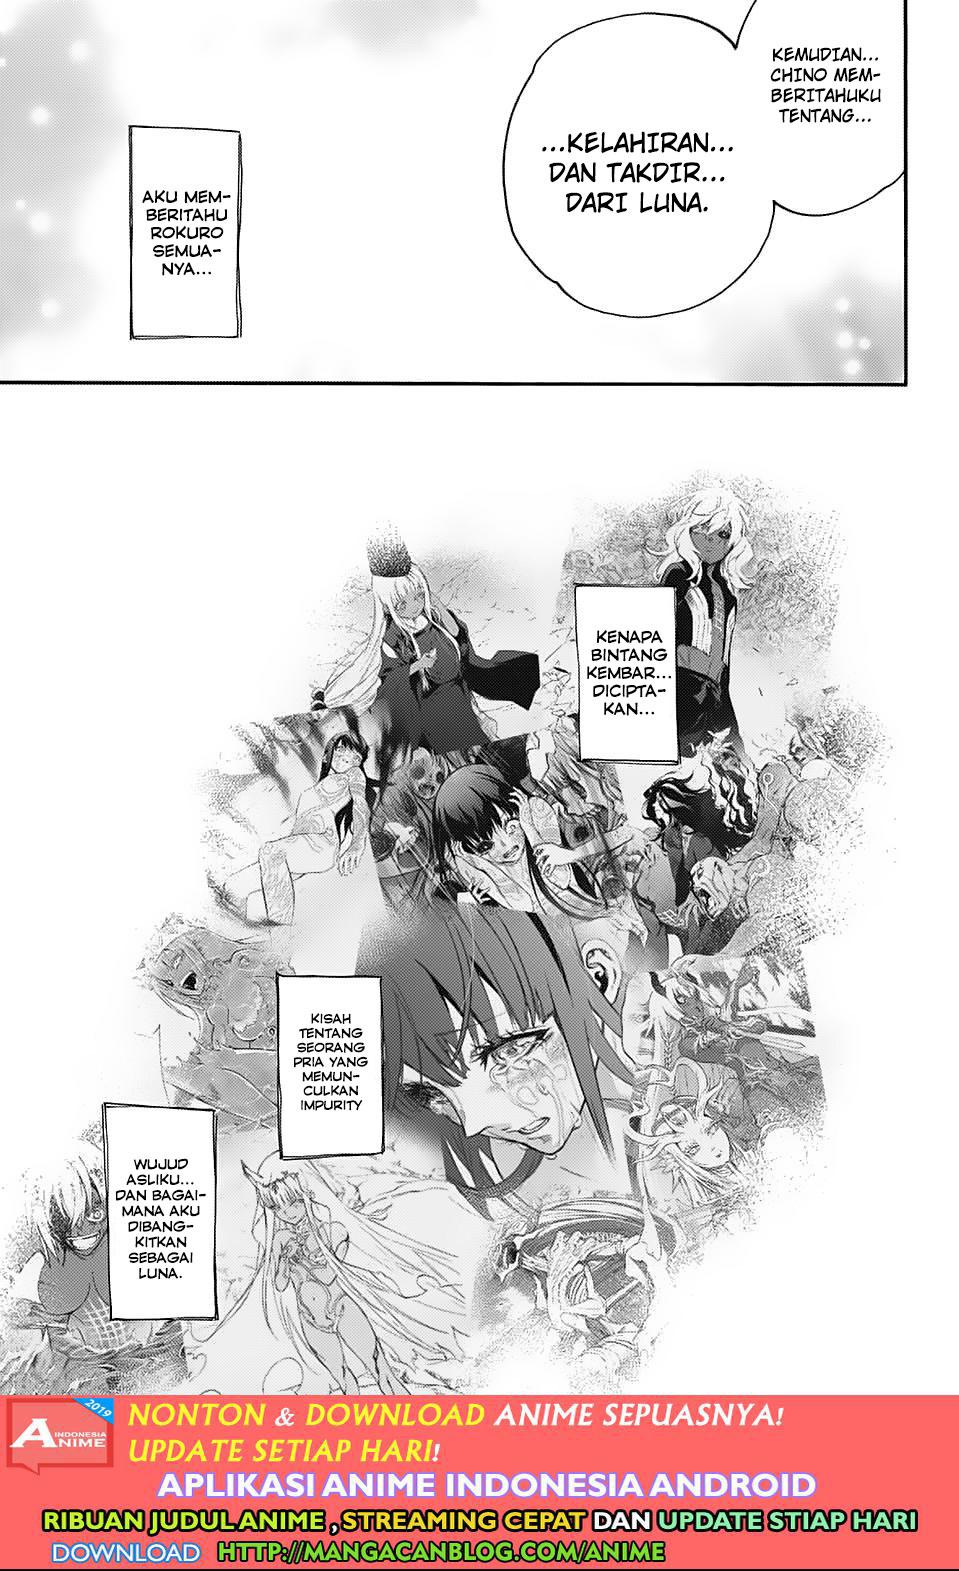 KEMUDIAN...
CHINO MEM-
BERITAHUKU
TENTANG...
...KELAHIRAN...
DAN TAKDIR...
DARI LUNA.
AKU MEM-
BERITAHU
ROKURO
SEMUA-
NYA...
KENAPA
BINTANG
KEMBAR...
DICIPTA-
KAN...
KISAH
TENTANG
SEORANG
PRIA YANG
MEMUN-
CULKAN
IMPURITY
WUJUD
ASLIKU...
DAN BAGAI-
MANA AKU
DIBANG-
KITKAN
SEBAGAI
LUNA.
2019
INDONESIA
ANIME
NONTON & DOWNLOAD ANIME SEPUASNYA!
UPDATE SETIAP HARI!
APLIKASI ANIME INDONESIA ANDROID
RIBUAN JUDUL ANIME , STREAMING CEPAT DAN UPDATE STIAP HARI
DOWNLOAD HTTP://MANGACANBLOG.COM/ANIME